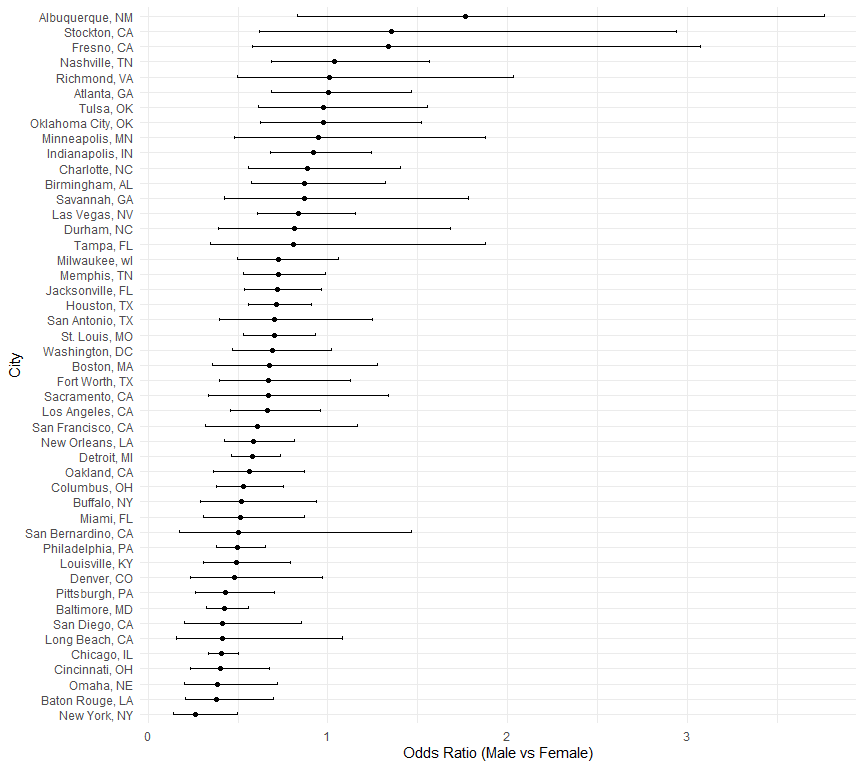 Albuquerque, NM
Stockton, CA
Fresno, CA
Nashville, TN
Richmond, VA
Atlanta, GA
Tulsa, OK
Oklahoma City, OK
Minneapolis, MN
Indianapolis, IN
Charlotte, NC
Birmingham, AL
Savannah, GA
Las Vegas, NV
Durham, NC
Tampa, FL
Milwaukee, wI
Memphis, TN
Jacksonville, FL
Houston, TX
San Antonio, TX
St. Louis, MO
Washington, DC
Boston, MA
Fort Worth, TX
Sacramento, CA
Los Angeles, CA
San Francisco, CA
New Orleans, LA
Detroit, MI
Oakland, CA
Columbus, OH
Buffalo, NY
Miami, FL
San Bernardino, CA
Philadelphia, PA
Louisville, KY
Denver, CO
Pittsburgh, PA
Baltimore, MD
San Diego, CA
Long Beach, CA
Chicago, IL
Cincinnati, OH
Omaha, NE
Baton Rouge, LA
New York, NY
City
0 1 2 3
Odds Ratio (Male vs Female)